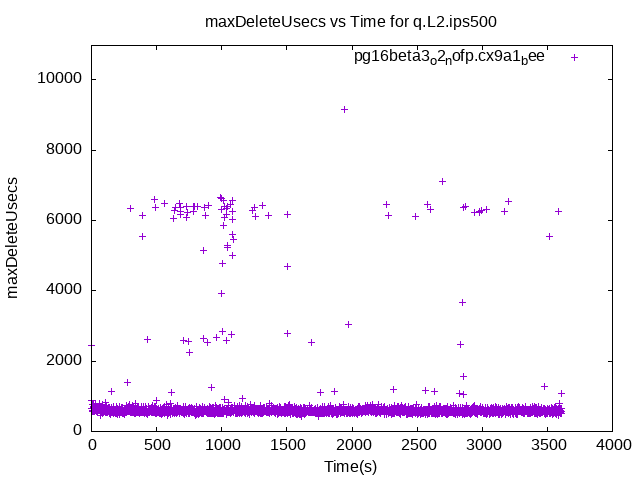 maxDeleteUsecs vs Time for q.L2.ips500
pg16beta3o2nofp.cx9a1bee
10000
8000
6000
4000
2000
0
maxDeleteUsecs
0 500 1000 1500 2000 2500 3000 3500 4000
Time(s)